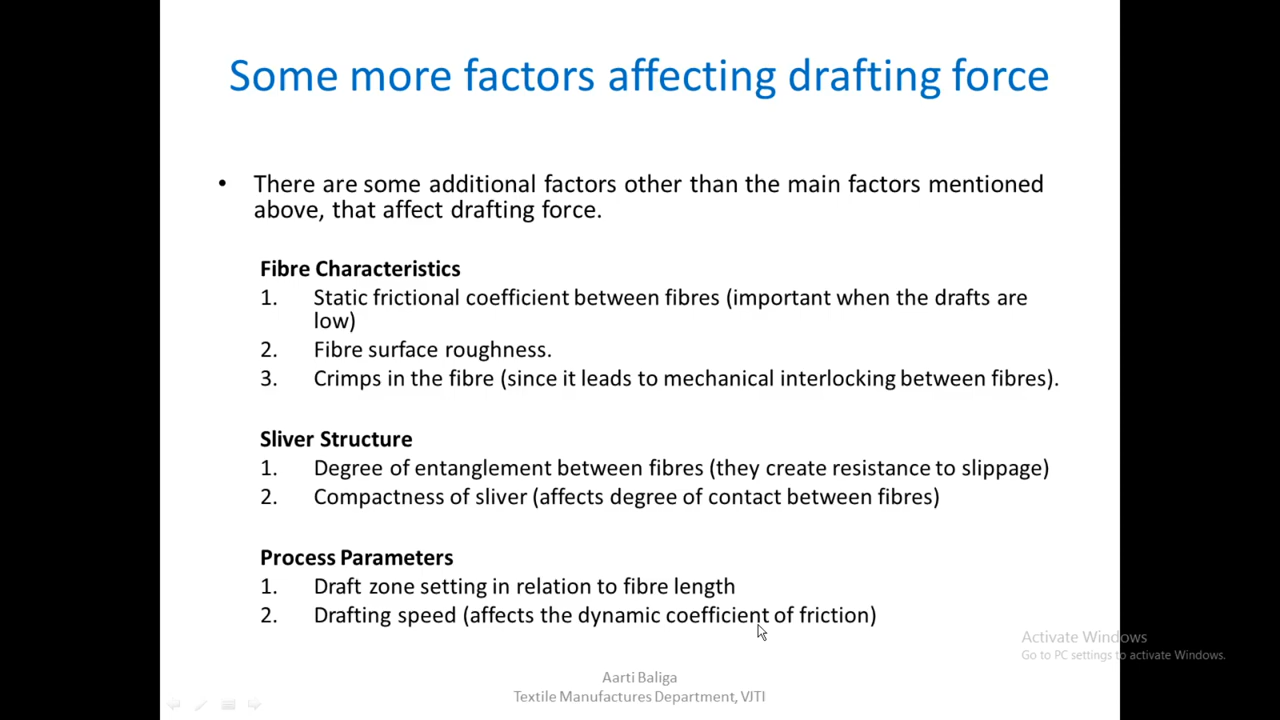 Some more factors affecting drafting force
• There are some additional factors other than the main factors mentioned
above, that affect drafting force.
Fibre Characteristics
1. Static frictional coefficient between fibres (important when the drafts are
low)
2. Fibre surface roughness.
3. Crimps in the fibre (since it leads to mechanical interlocking between fibres).
Sliver Structure
1. Degree of entanglement between fibres (they create resistance to slippage)
2. Compactness of sliver (affects degree of contact between fibres)
Process Parameters
1. Draft zone setting in relation to fibre length
2. Drafting speed (affects the dynamic coefficient of friction)
Activate Windows
Go to PC settings to activate Windows.
Aarti Baliga
Textile Manufactures Department, VJTI